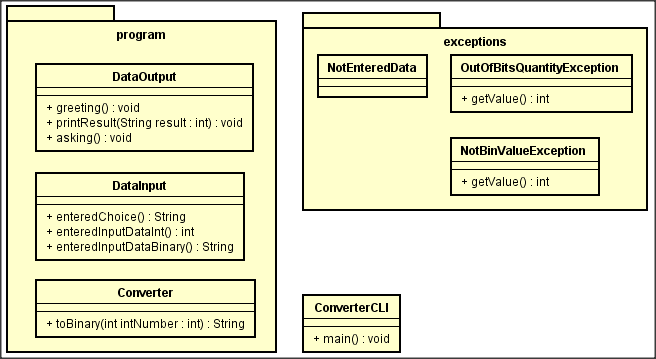 program
DataOutput
+ greeting() : void
+ printResult(String result : int) : void
+ asking() : void
DataInput
+ enteredChoice() : String
+ enteredInputDataInt() : int
+ enteredInputDataBinary() : String
Converter
+ toBinary(int intNumber : int) : String
exceptions
NotEnteredData
OutOfBitsQuantityException
+ getValue() : int
NotBinValueException
+ getValue() : int
ConverterCLI
+ main() : void